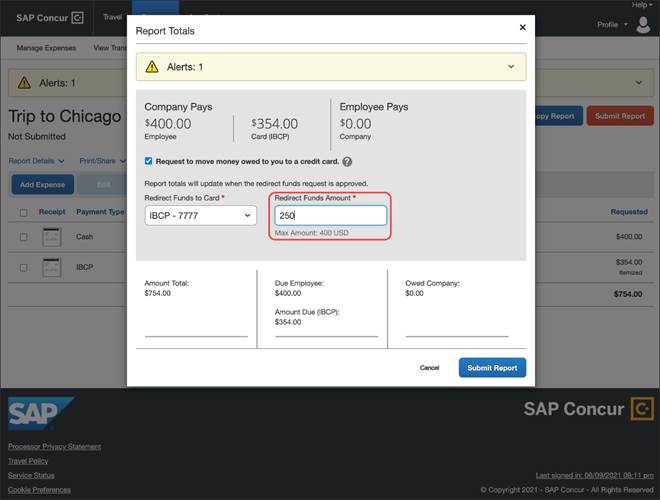 SAP Concur
Travel
Help
Profile
Manage Expenses
View Tran
Alerts: 1
Trip to Chicago
Not Submitted
opy Report
Submit Report
Report Details
Print/Share
Add Expense
Edit
Receipt
Payment Type
Requested
Cash
$400.00
IBCP
$354.00
Itemized
$754.00
Report Totals
×
Alerts: 1
Company Pays
Employee Pays
$400.00
$354.00
$0.00
Employee
Card (IBCP)
Company
Request to move money owed to you to a credit card. ?
Report totals will update when the redirect funds request is approved.
Redirect Funds to Card *
Redirect Funds Amount *
IBCP - 7777
250
Max Amount: 400 USD
Amount Total:
$754.00
Due Employee:
$400.00
Amount Due (IBCP):
$354.00
Owed Company:
$0.00
Cancel
Submit Report
SAP
SAP Concur
Processor Privacy Statement
Travel Policy
Service Status
Cookie Preferences
Last signed in: 06/09/2021 08:11 pm
© Copyright 2021 - SAP Concur - All Rights Reserved